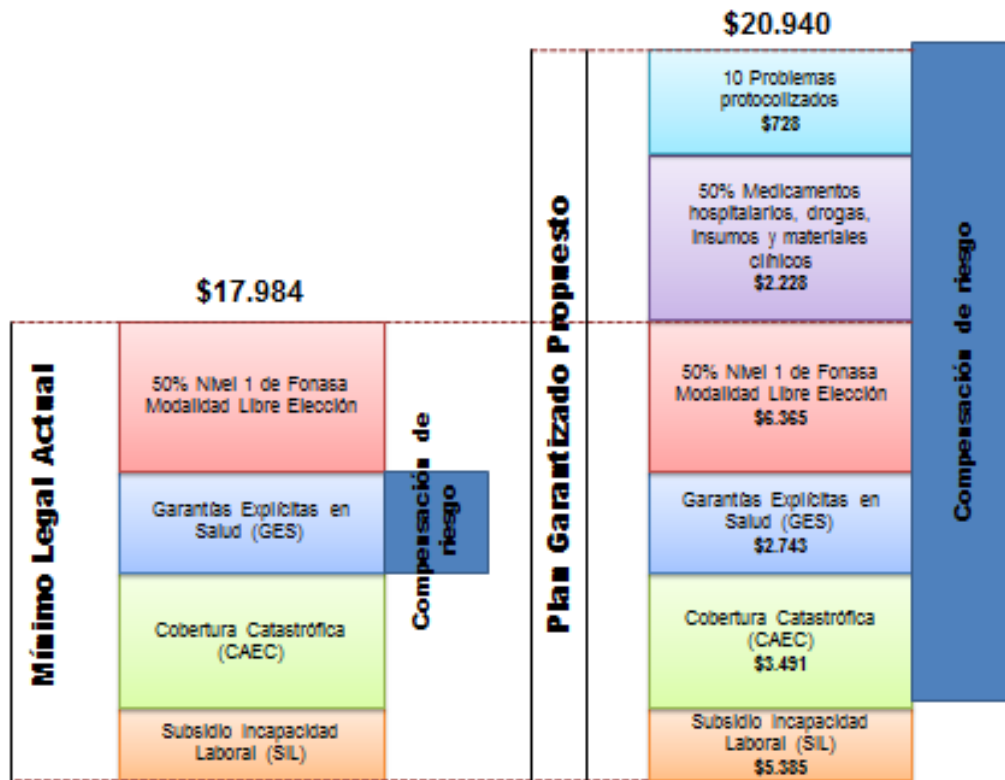 $17.984
Mínimo Legal Actual
50% Nivel 1 de Fonasa
Modalidad Libre Elección
Garantías Explícitas en
Salud (GES)
Cobertura Catastrófica
(CAEC)
Subsidio Incapacidad
Laboral (SIL)
Compensación de
riesgo
$20.940
Plan Garantizado Propuesto
10 Problemas
protocolizados
$728
50% Medicamentos
hospitalarios, drogas,
insumos y materiales
clínicos
$2.228
50% Nivel 1 de Fonasa
Modalidad Libre Elección
$6.365
Garantías Explícitas en
Salud (GES)
$2.743
Cobertura Catastrófica
(CAEC)
$3.491
Subsidio Incapacidad
Laboral (SIL)
$5.385
Compensación de riesgo